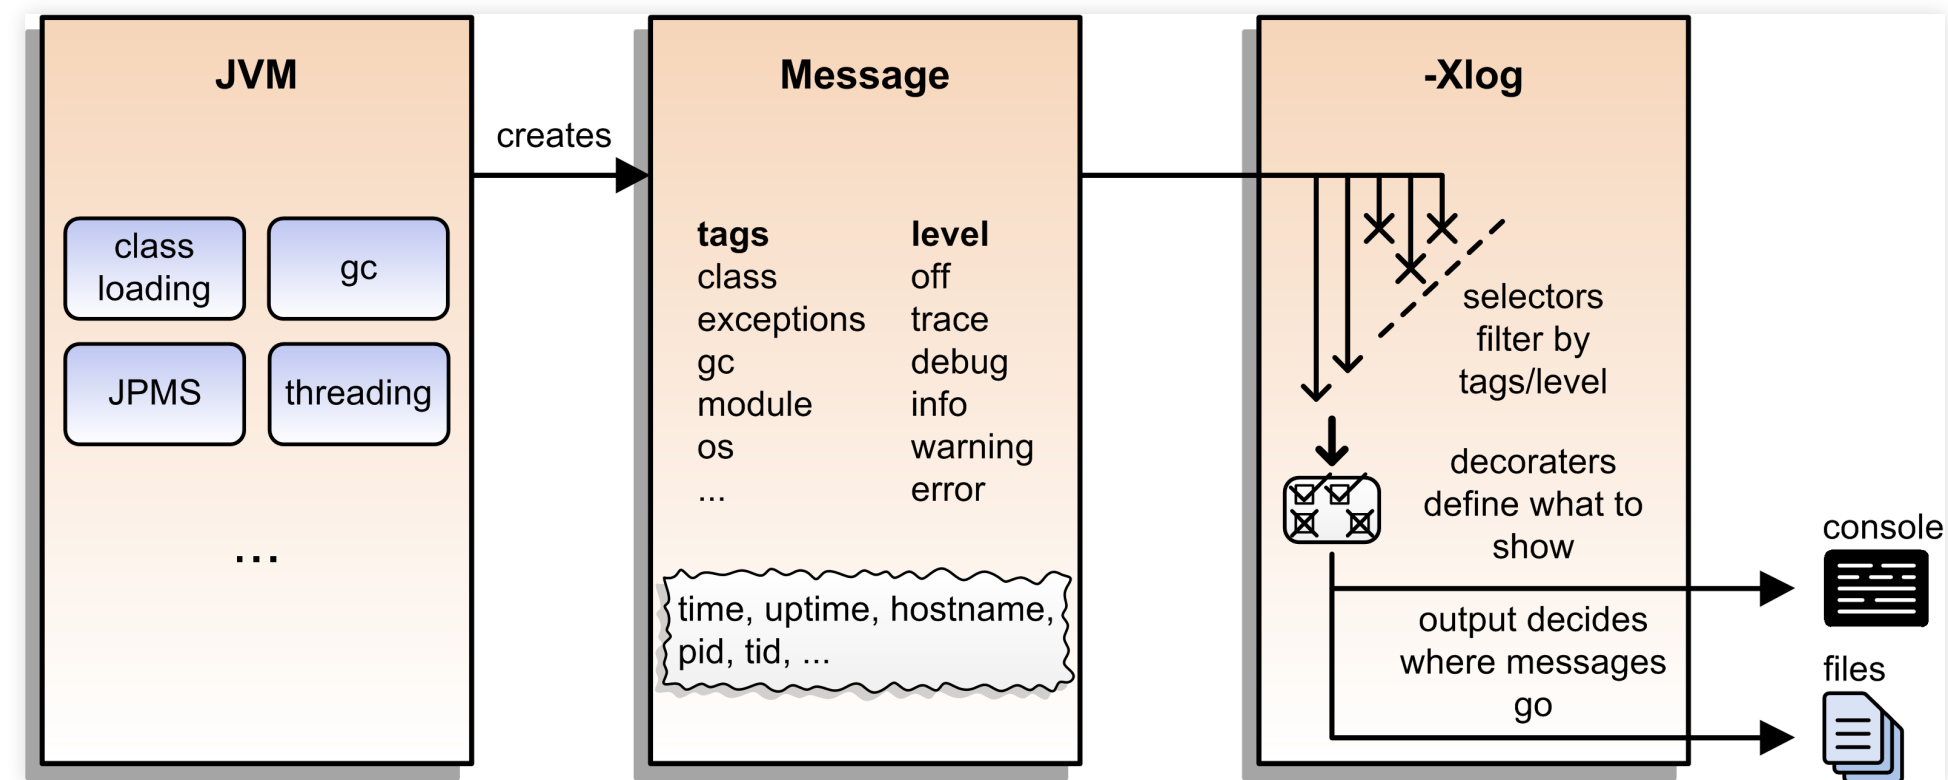 JVM
class
loading
gc
JPMS
threading
...
creates
Message
tags
level
class
off
exceptions
trace
gc
debug
module
info
os
warning
...
error
time, uptime, hostname,
pid, tid, ...
-Xlog
selectors
filter by
tags/level
decoraters
define what to
show
output decides
where messages
go
console
files